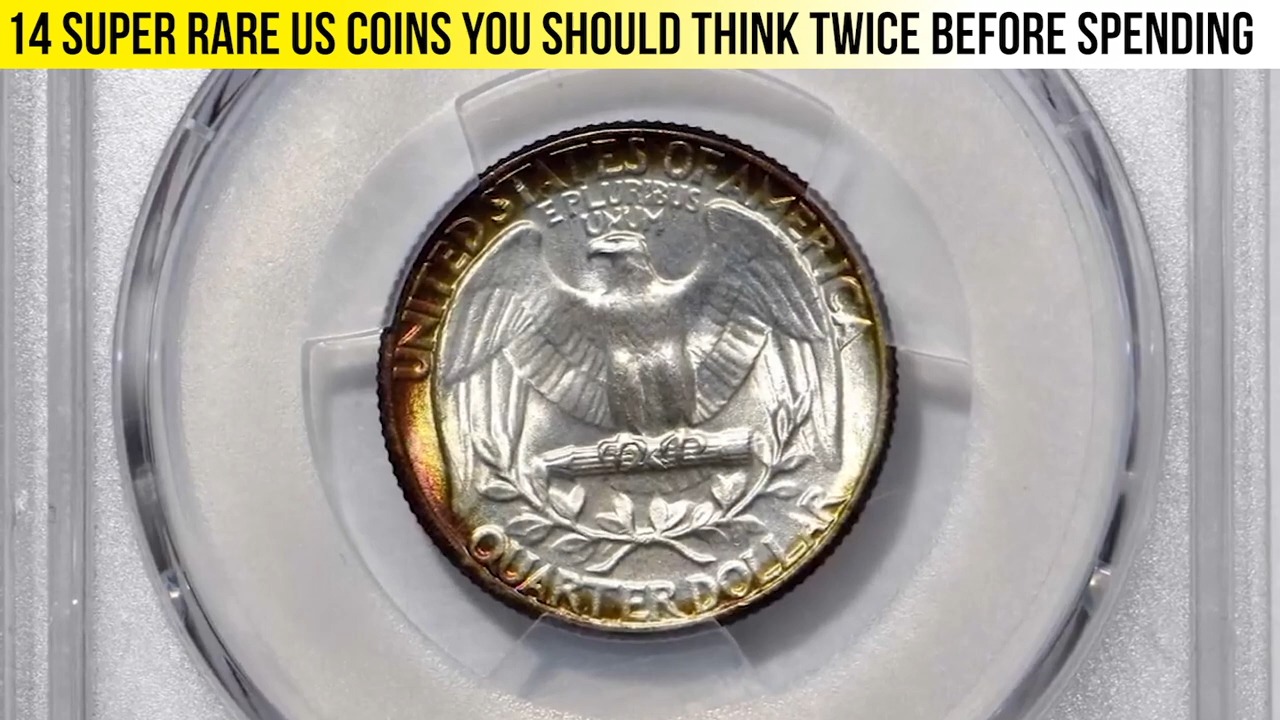 14 SUPER RARE US COINS YOU SHOULD THINK TWICE BEFORE SPENDING
UNITED STATES OF AMERICA
E PLURIBUS
UNUM
QUARTER DOLLAR